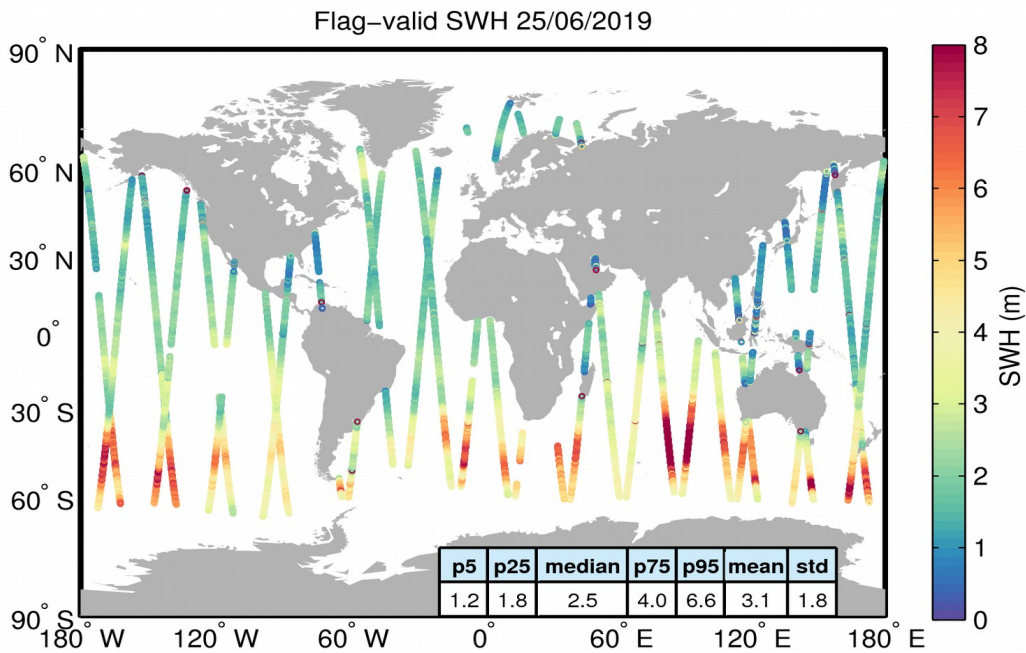 Flag−valid SWH 25/06/2019
90° N
60° N
30° N
0°
30° S
60° S
90° S
180° W
120° W
60° W
0°
60° E
120° E
180° E
p5 p25 median p75 p95 mean std
1.2 1.8 2.5 4.0 6.6 3.1 1.8
8
7
6
5
4
3
2
1
0
SWH (m)